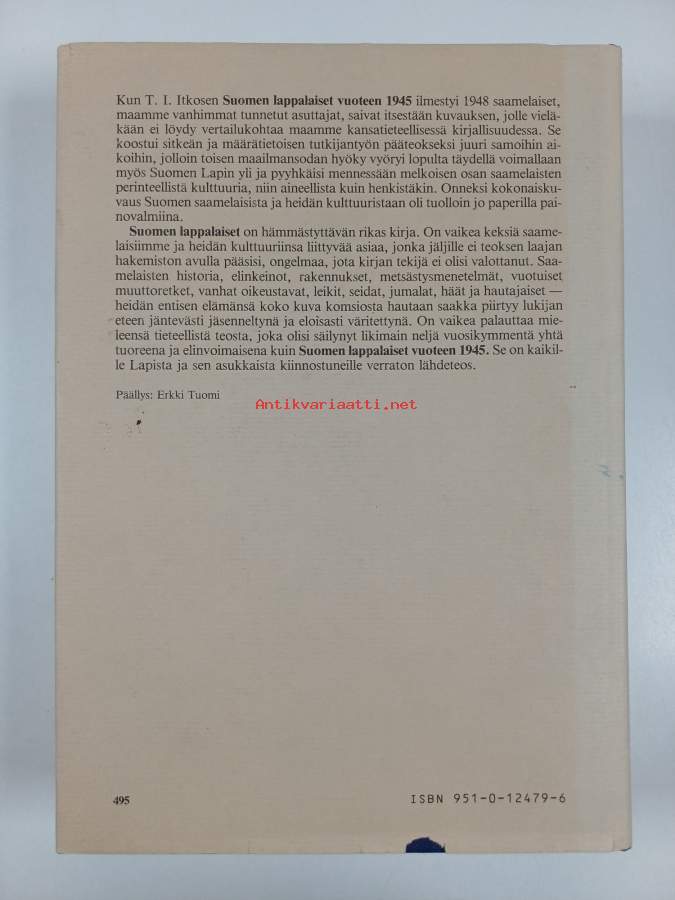 Kun T. I. Itkosen Suomen lappalaiset vuoteen 1945 ilmestyi 1948 saamelaiset,
maamme vanhimmat tunnetut asuttajat, saivat itsestään kuvauksen, jolle vielä-
kään ei löydy vertailukohtaa maamme kansatieteellisessä kirjallisuudessa. Se
koostui sitkeän ja määrätietoisen tutkijantyön pääteokseksi juuri samoihin ai-
koihin, jolloin toisen maailmansodan hyöky vyöryi lopulta täydellä voimallaan
myös Suomen Lapin yli ja pyyhkäisi mennessään melkoisen osan saamelaisten
perinteellistä kulttuuria, niin aineellista kuin henkistäkin. Onneksi kokonaisku-
vaus Suomen saamelaisista ja heidän kulttuuristaan oli tuolloin jo paperilla pai-
novalmiina.
Suomen lappalaiset on hämmästyttävän rikas kirja. On vaikea keksiä saame-
laisiimme ja heidän kulttuuriinsa liittyvää asiaa, jonka jäljille ei teoksen laajan
hakemiston avulla pääsisi, ongelmaa, jota kirjan tekijä ei olisi valottanut. Saa-
melaisten historia, elinkeinot, rakennukset, metsästysmenetelmät, vuotuiset
muuttoretket, vanhat oikeustavat, leikit, seidat, jumalat, häät ja hautajaiset —
heidän entisen elämänsä koko kuva komsiosta hautaan saakka piirtyy lukijan
eteen jäntevästi jäsenneltynä ja eloisasti väritettynä. On vaikea palauttaa mie-
leensä tieteellistä teosta, joka olisi säilynyt likimain neljä vuosikymmentä yhtä
tuoreena ja elinvoimaisena kuin Suomen lappalaiset vuoteen 1945. Se on kaikil-
le Lapista ja sen asukkaista kiinnostuneille verraton lähdeteos.
Päällys: Erkki Tuomi
Antikvariaatti.net
495
ISBN 951-0-12479-6